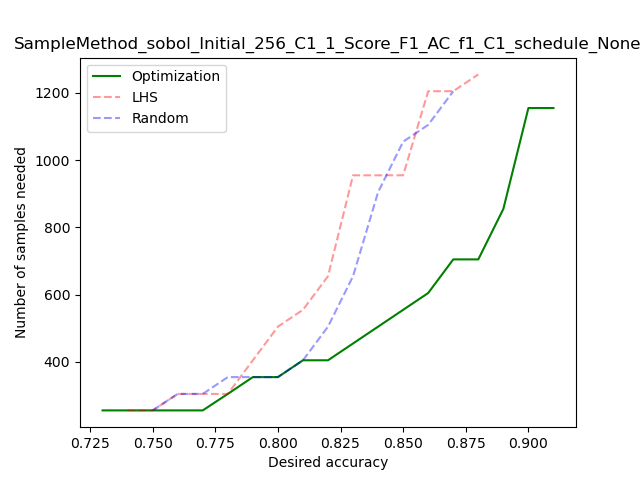 SampleMethod_sobol_Initial_256_C1_1_Score_F1_AC_f1_C1_schedule_None
Optimization
LHS
Random
Number of samples needed
1200
1000
800
600
400
0.725 0.750 0.775 0.800 0.825 0.850 0.875 0.900
Desired accuracy